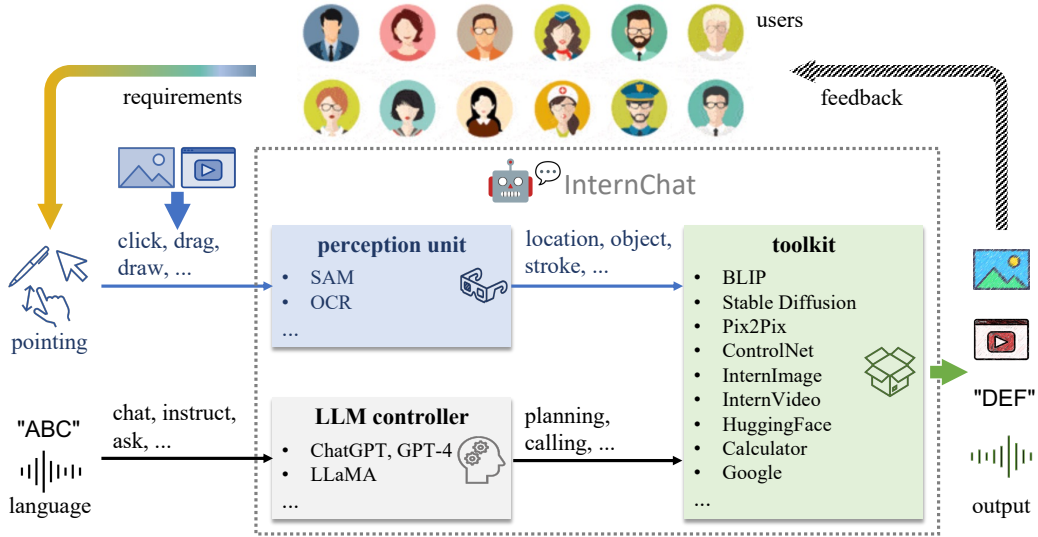 users
requirements
feedback
InternChat
click, drag,
draw, ...
pointing
perception unit
• SAM
• OCR
...
location, object,
stroke, ...
toolkit
• BLIP
• Stable Diffusion
• Pix2Pix
• ControlNet
• InternImage
• InternVideo
• HuggingFace
• Calculator
• Google
...
"ABC"
language
chat, instruct,
ask, ...
LLM controller
• ChatGPT, GPT-4
• LLaMA
...
planning,
calling, ...
"DEF"
output